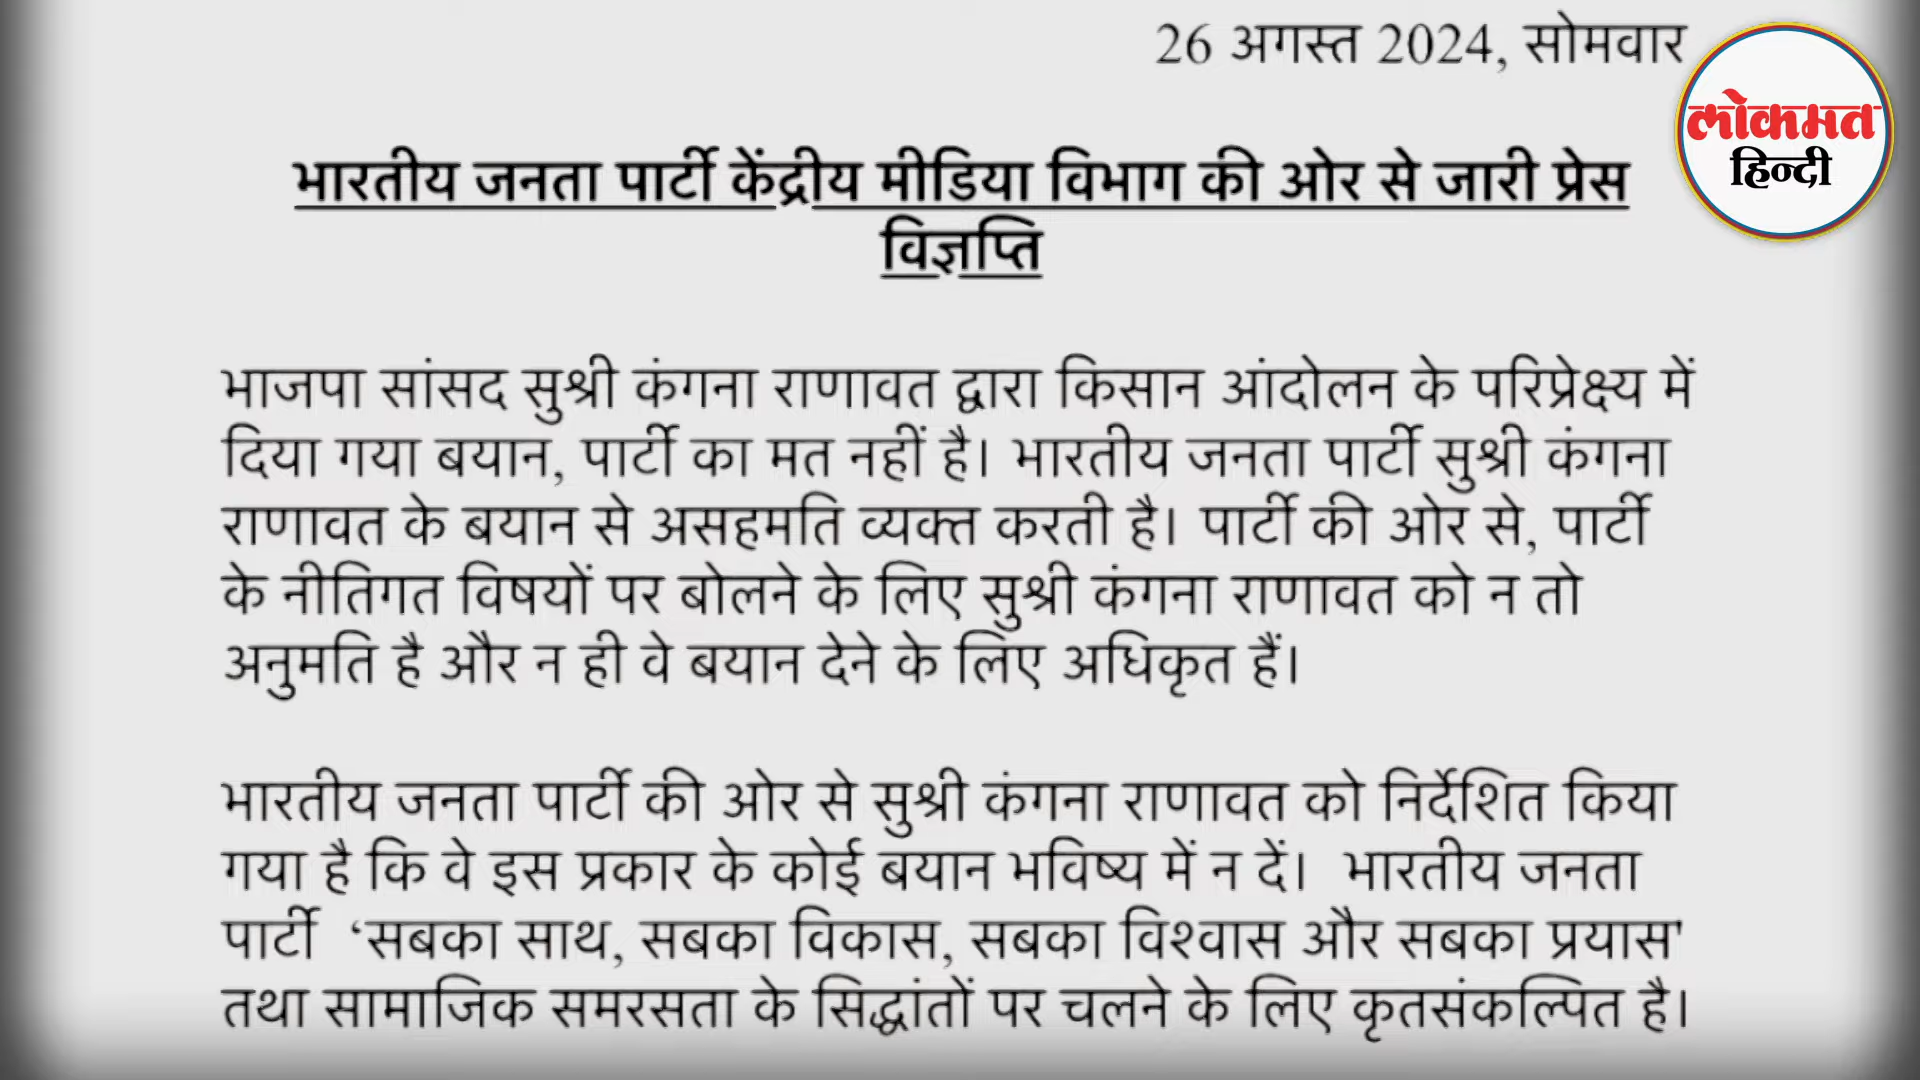 26 अगस्त 2024, सोमवार
लोकमत
हिन्दी
भारतीय जनता पार्टी केंद्रीय मीडिया विभाग की ओर से जारी प्रेस
विज्ञप्ति
भाजपा सांसद सुश्री कंगना राणावत द्वारा किसान आंदोलन के परिप्रेक्ष्य में
दिया गया बयान, पार्टी का मत नहीं है। भारतीय जनता पार्टी सुश्री कंगना
राणावत के बयान से असहमति व्यक्त करती है। पार्टी की ओर से, पार्टी
के नीतिगत विषयों पर बोलने के लिए सुश्री कंगना राणावत को न तो
अनुमति है और न ही वे बयान देने के लिए अधिकृत हैं।
भारतीय जनता पार्टी की ओर से सुश्री कंगना राणावत को निर्देशित किया
गया है कि वे इस प्रकार के कोई बयान भविष्य में न दें।  भारतीय जनता
पार्टी  ‘सबका साथ, सबका विकास, सबका विश्वास और सबका प्रयास'
तथा सामाजिक समरसता के सिद्धांतों पर चलने के लिए कृतसंकल्पित है।